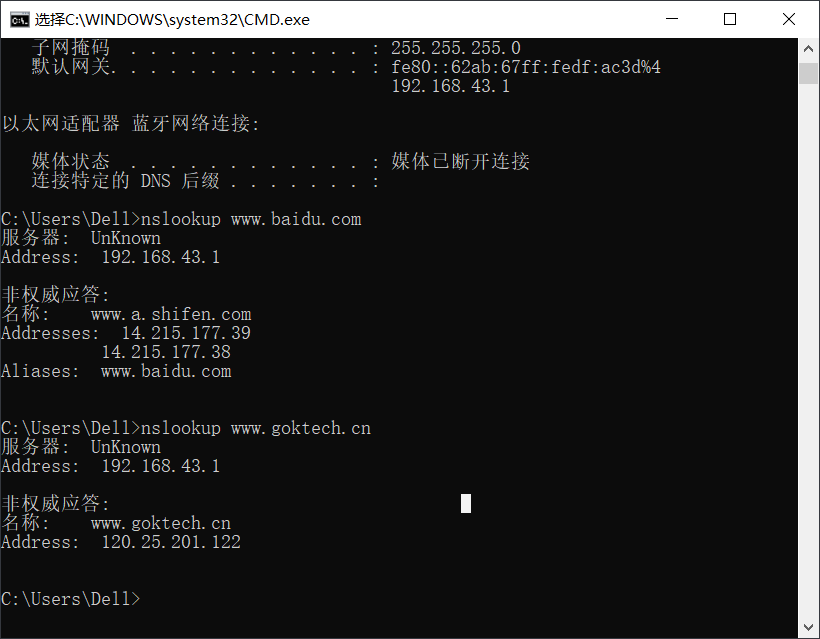 选择C:\WINDOWS\system32\CMD.exe
子网掩码 . . . . . . . . . . . . : 255.255.255.0
默认网关. . . . . . . . . . . . . : fe80::62ab:67ff:fedf:ac3d%4
192.168.43.1
以太网适配器 蓝牙网络连接:
媒体状态 . . . . . . . . . . . . : 媒体已断开连接
连接特定的 DNS 后缀 . . . . . . . :
C:\Users\Dell>nslookup www.baidu.com
服务器: UnKnown
Address: 192.168.43.1
非权威应答:
名称: www.a.shifen.com
Addresses: 14.215.177.39
14.215.177.38
Aliases: www.baidu.com
C:\Users\Dell>nslookup www.goktech.cn
服务器: UnKnown
Address: 192.168.43.1
非权威应答:
名称: www.goktech.cn
Address: 120.25.201.122
C:\Users\Dell>